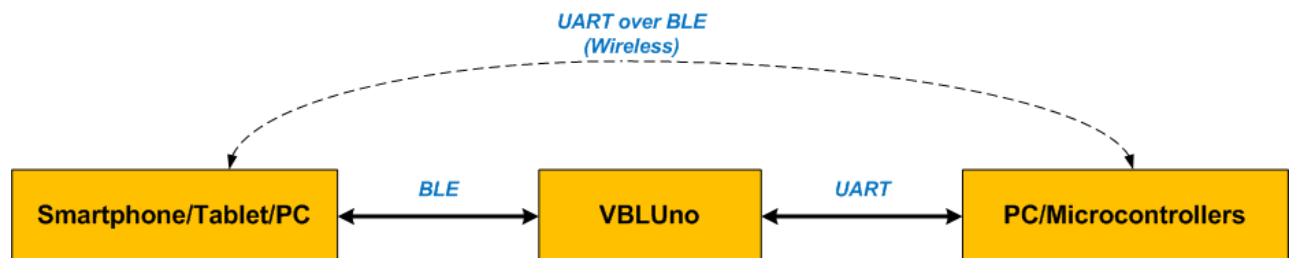 UART over BLE
(Wireless)
BLE
UART
Smartphone/Tablet/PC
VBLUno
PC/Microcontrollers